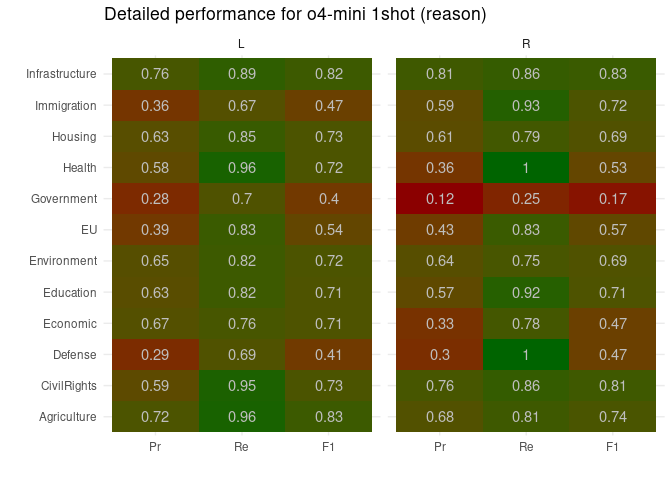 Detailed performance for o4-mini 1shot (reason)
L R
Infrastructure 0.76 0.89 0.82 0.81 0.86 0.83
Immigration 0.36 0.67 0.47 0.59 0.93 0.72
Housing 0.63 0.85 0.73 0.61 0.79 0.69
Health 0.58 0.96 0.72 0.36 1 0.53
Government 0.28 0.7 0.4 0.12 0.25 0.17
EU 0.39 0.83 0.54 0.43 0.83 0.57
Environment 0.65 0.82 0.72 0.64 0.75 0.69
Education 0.63 0.82 0.71 0.57 0.92 0.71
Economic 0.67 0.76 0.71 0.33 0.78 0.47
Defense 0.29 0.69 0.41 0.3 1 0.47
CivilRights 0.59 0.95 0.73 0.76 0.86 0.81
Agriculture 0.72 0.96 0.83 0.68 0.81 0.74
Pr Re F1 Pr Re F1